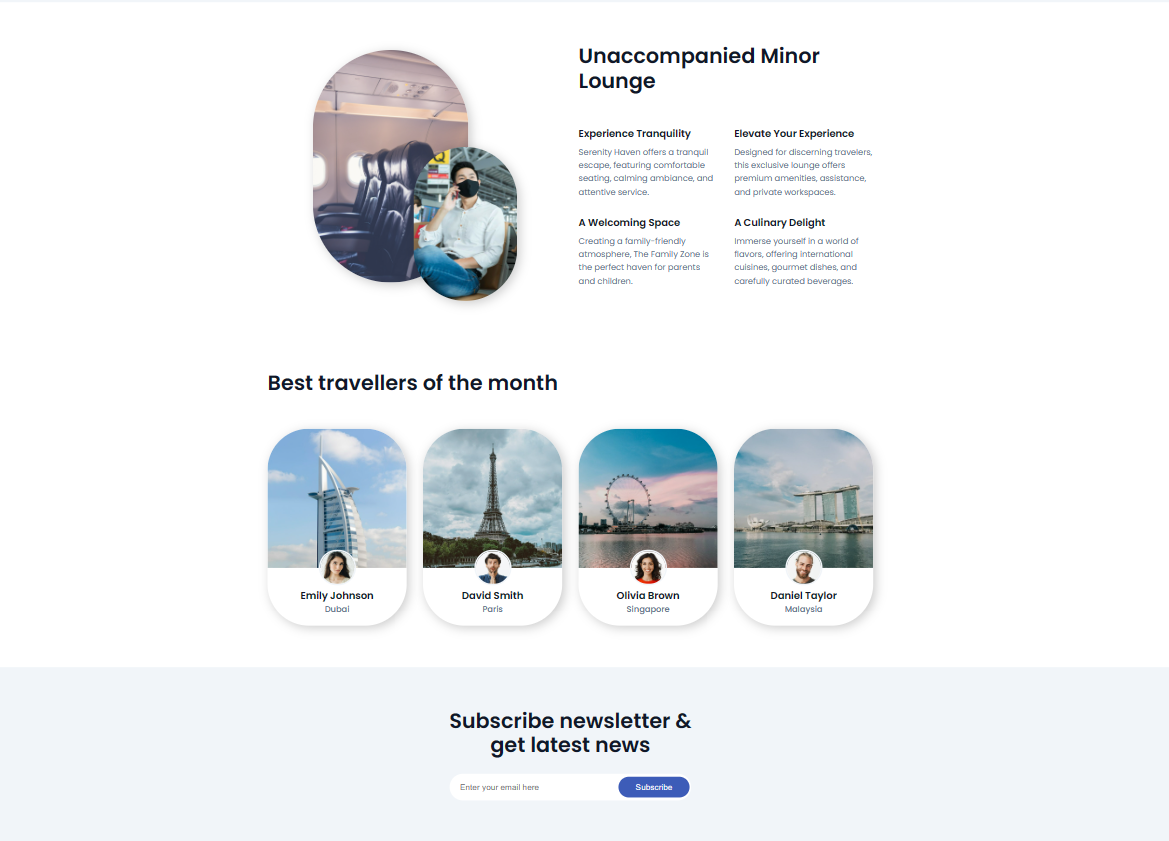 Unaccompanied Minor
Lounge
Experience Tranquility
Serenity Haven offers a tranquil
escape, featuring comfortable
seating, calming ambiance, and
attentive service.
Elevate Your Experience
Designed for discerning travelers,
this exclusive lounge offers
premium amenities, assistance,
and private workspaces.
A Welcoming Space
Creating a family-friendly
atmosphere, The Family Zone is
the perfect haven for parents
and children.
A Culinary Delight
Immerse yourself in a world of
flavors, offering international
cuisines, gourmet dishes, and
carefully curated beverages.
Best travellers of the month
Emily Johnson
Dubai
David Smith
Paris
Olivia Brown
Singapore
Daniel Taylor
Malaysia
Subscribe newsletter &
get latest news
Enter your email here
Subscribe